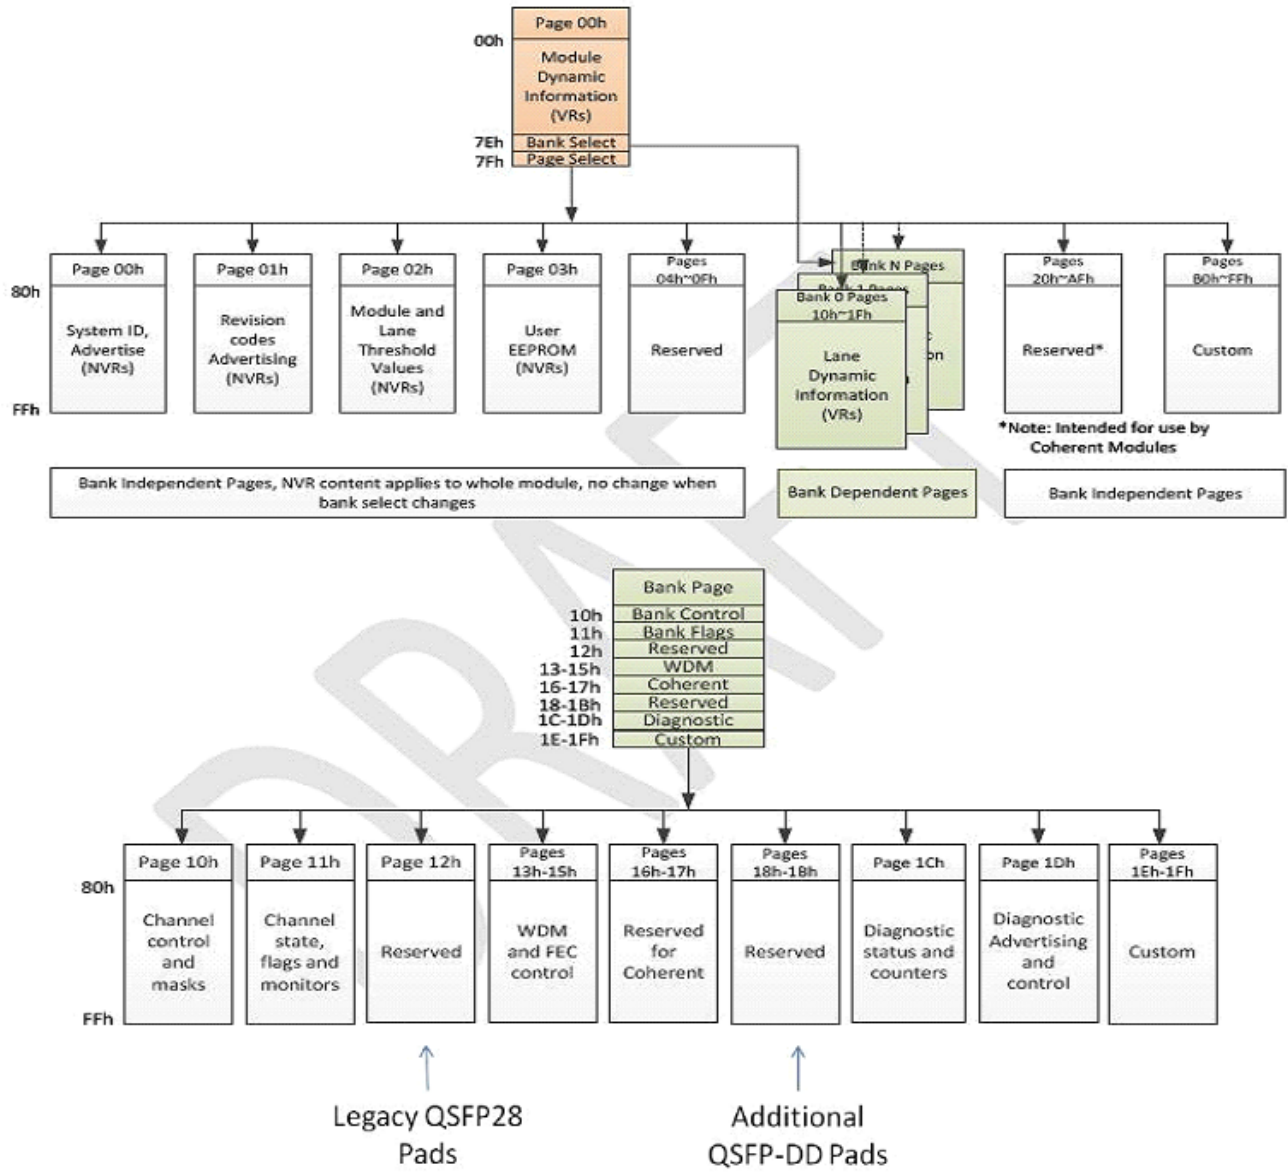 Page 00h
00h
Module
Dynamic
Information
(VRs)
7Eh
Bank Select
7Fh
Page Select
Page 00h
Page 01h
Page 02h
Page 03h
Pages
04h~0Fh
Bank N Pages
Bank 1 Pages
Bank 0 Pages
10h~1Fh
Pages
20h~AFh
Pages
B0h~FFh
80h
System ID,
Advertise
(NVRs)
Revision
codes
Advertising
(NVRs)
Module and
Lane
Threshold
Values
(NVRs)
User
EEPROM
(NVRs)
Reserved
Lane
Dynamic
Information
(VRs)
c
on
Reserved*
Custom
FFh
*Note: Intended for use by
Coherent Modules
Bank Independent Pages, NVR content applies to whole module, no change when
bank select changes
Bank Dependent Pages
Bank Independent Pages
DRAFT
Bank Page
10h
Bank Control
11h
Bank Flags
12h
Reserved
13-15h
WDM
16-17h
Coherent
18-1Bh
Reserved
1C-1Dh
Diagnostic
1E-1Fh
Custom
Page 10h
Page 11h
Page 12h
Pages
13h-15h
Pages
16h-17h
Pages
18h-1Bh
Page 1Ch
Page 1Dh
Pages
1Eh-1Fh
80h
Channel
control
and
masks
Channel
state,
flags and
monitors
Reserved
WDM
and FEC
control
Reserved
for
Coherent
Reserved
Diagnostic
status and
counters
Diagnostic
Advertising
and
control
Custom
FFh
Legacy QSFP28
Pads
Additional
QSFP-DD Pads